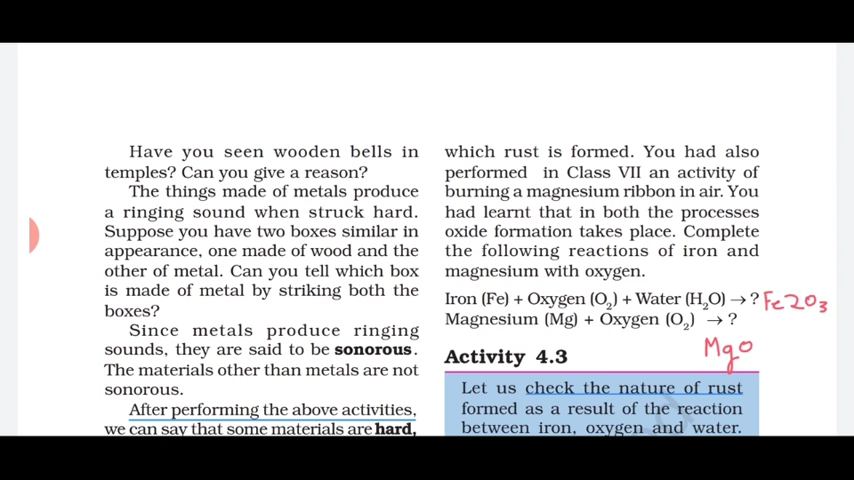 Have you seen wooden bells in
temples? Can you give a reason?
The things made of metals produce
a ringing sound when struck hard.
Suppose you have two boxes similar in
appearance, one made of wood and the
other of metal. Can you tell which box
is made of metal by striking both the
boxes?
Since metals produce ringing
sounds, they are said to be sonorous.
The materials other than metals are not
sonorous.
After performing the above activities,
we can say that some materials are hard,
which rust is formed. You had also
performed in Class VII an activity of
burning a magnesium ribbon in air. You
had learnt that in both the processes
oxide formation takes place. Complete
the following reactions of iron and
magnesium with oxygen.
Iron (Fe) + Oxygen (O₂) + Water (H₂O) → ? Fe2O3
Magnesium (Mg) + Oxygen (O₂) → ?
MgO
Activity 4.3
Let us check the nature of rust
formed as a result of the reaction
between iron, oxygen and water.